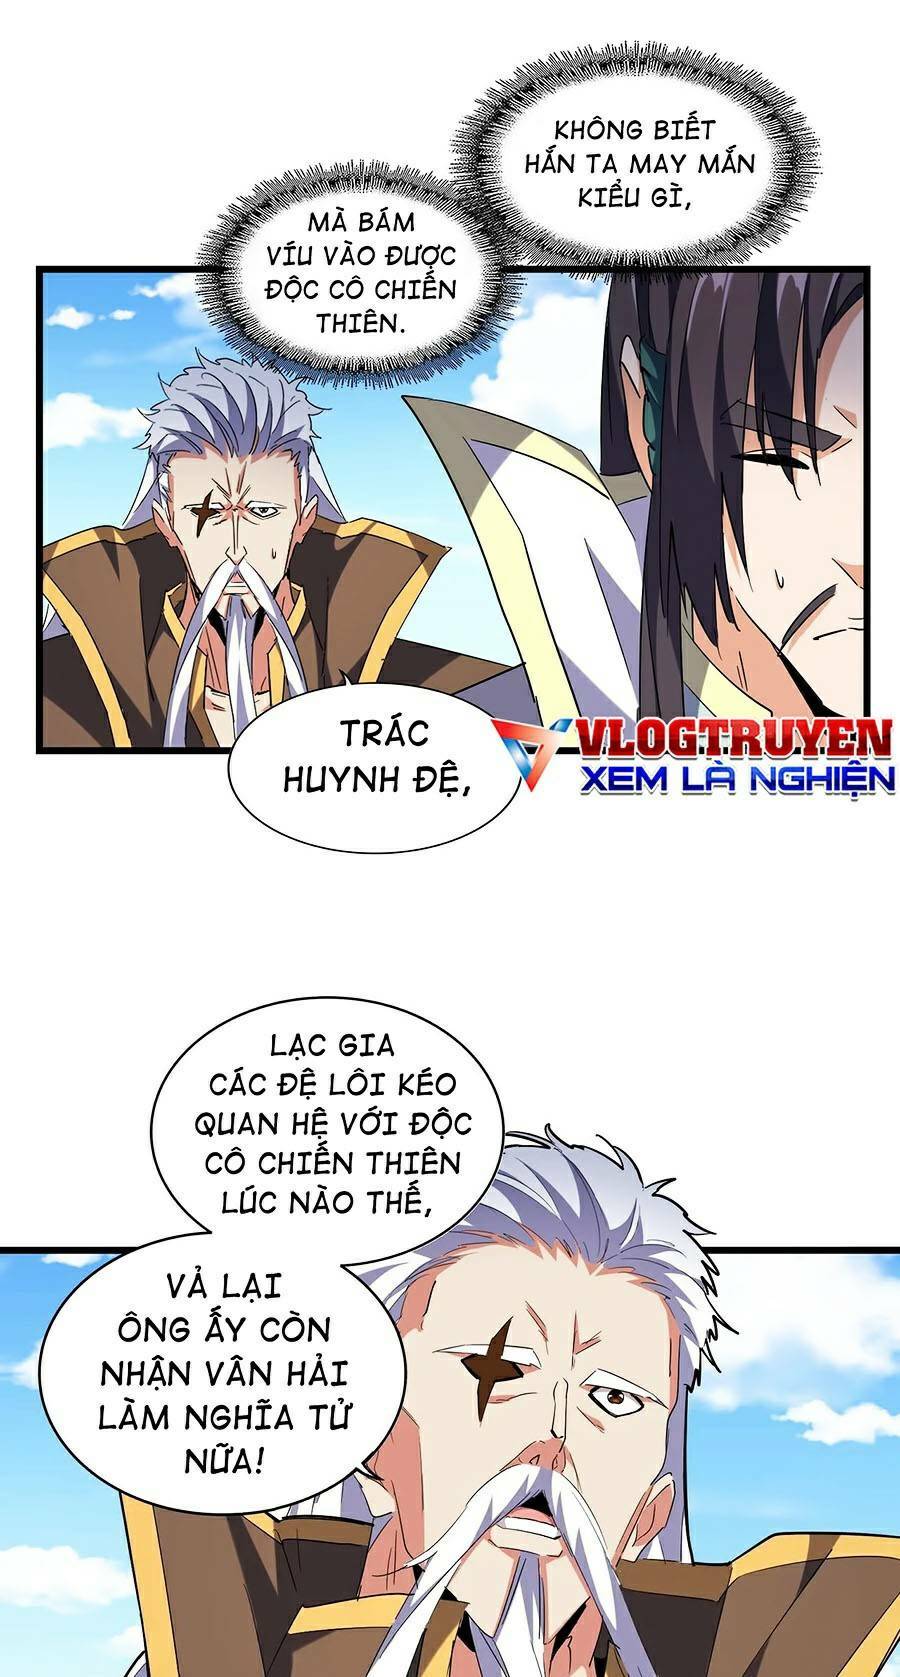 KHÔNG BIẾT
HẮN TA MAY MẮN
KIỂU GÌ,
MÀ BÁM
VÍU VÀO ĐƯỢC
ĐỘC CÔ CHIẾN
THIÊN.
TRÁC
HUYNH ĐỆ,
VLOGTRUYEN
XEM LÀ NGHIỆN
LẠC GIA
CÁC ĐỆ LÔI KÉO
QUAN HỆ VỚI ĐỘC
CÔ CHIẾN THIÊN
LÚC NÀO THẾ,
VẢ LẠI
ÔNG ẤY CÒN
NHẬN VÂN HẢI
LÀM NGHĨA TỬ
NỮA!